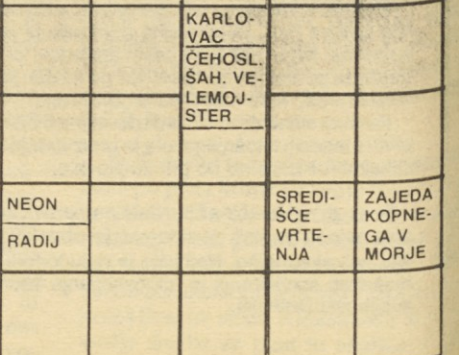 KARLO-
VAC
ČEHOSL.
ŠAH. VE-
LEMOJ-
STER
NEON
RADIJ
SREDI-
ŠČE
VRTE-
NJA
ZAJEDA
KOPNE-
GA V
MORJE